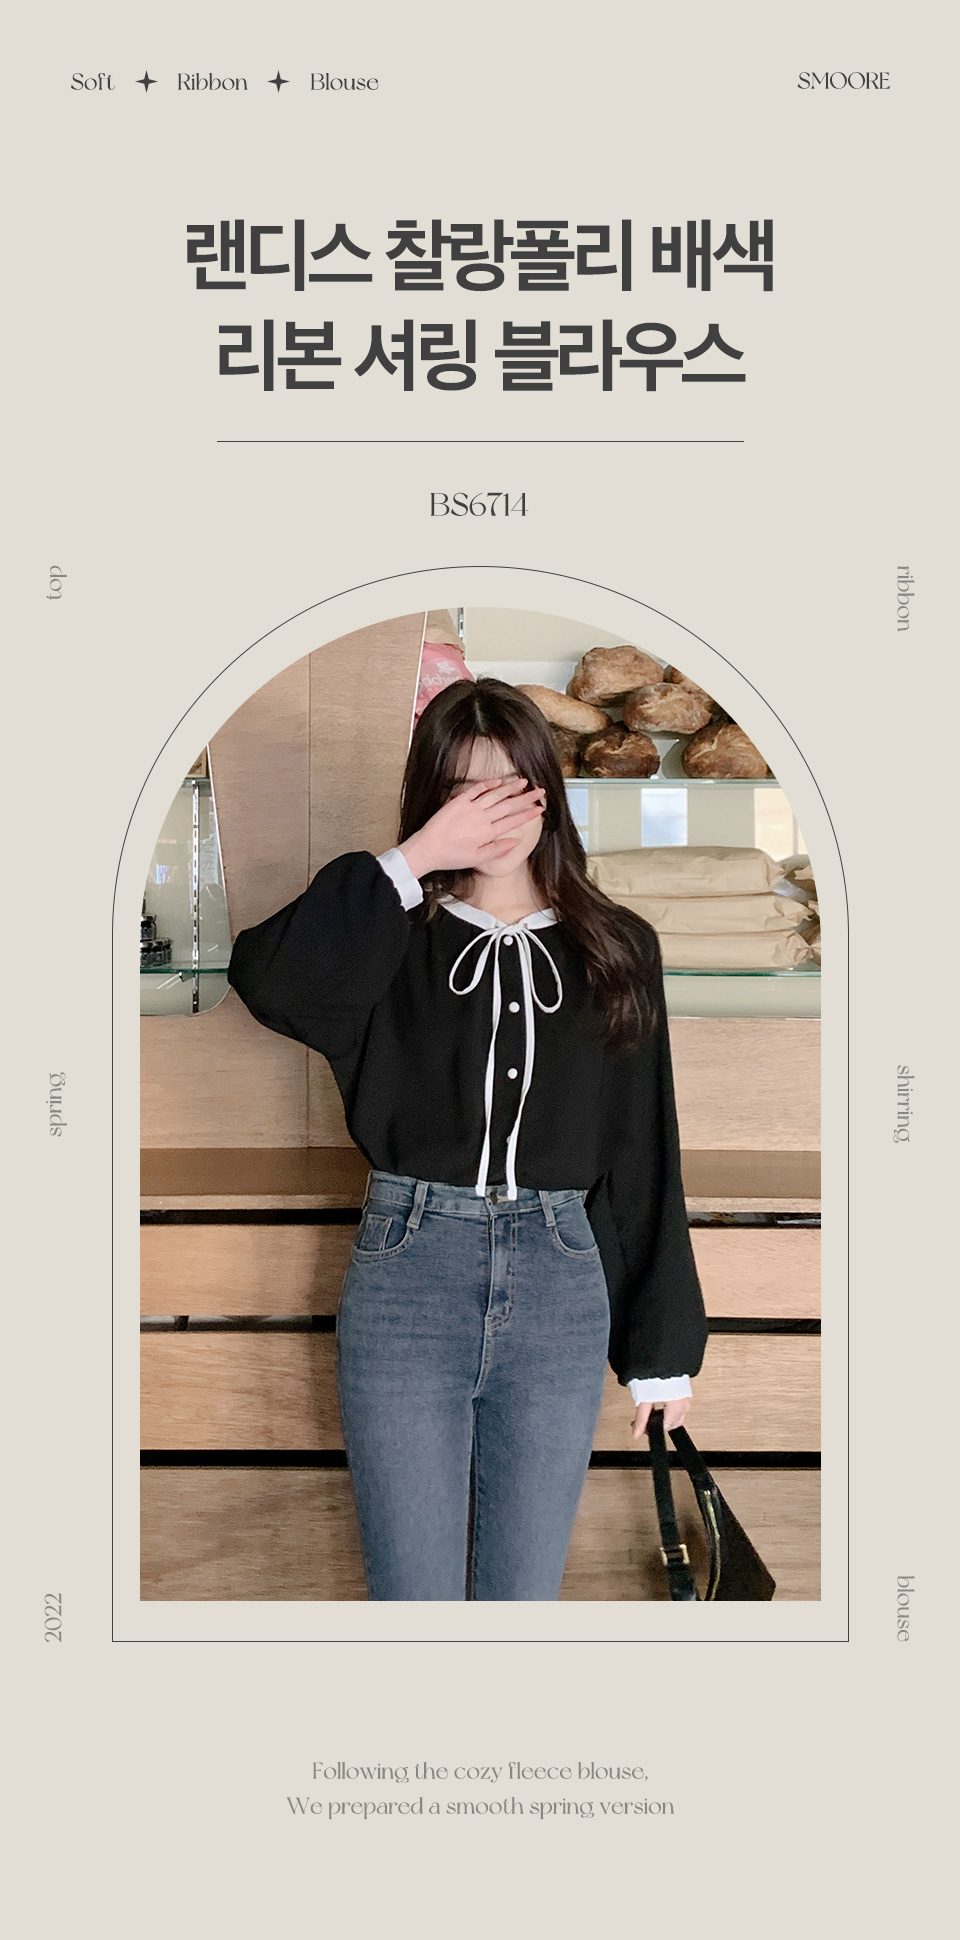 Soft ✦ Ribbon ✦ Blouse
SMOORE
랜디스 찰랑폴리 배색
리본 셔링 블라우스
BS6714
top
ribbon
spring
shirring
2022
blouse
Following the cozy fleece blouse,
We prepared a smooth spring version